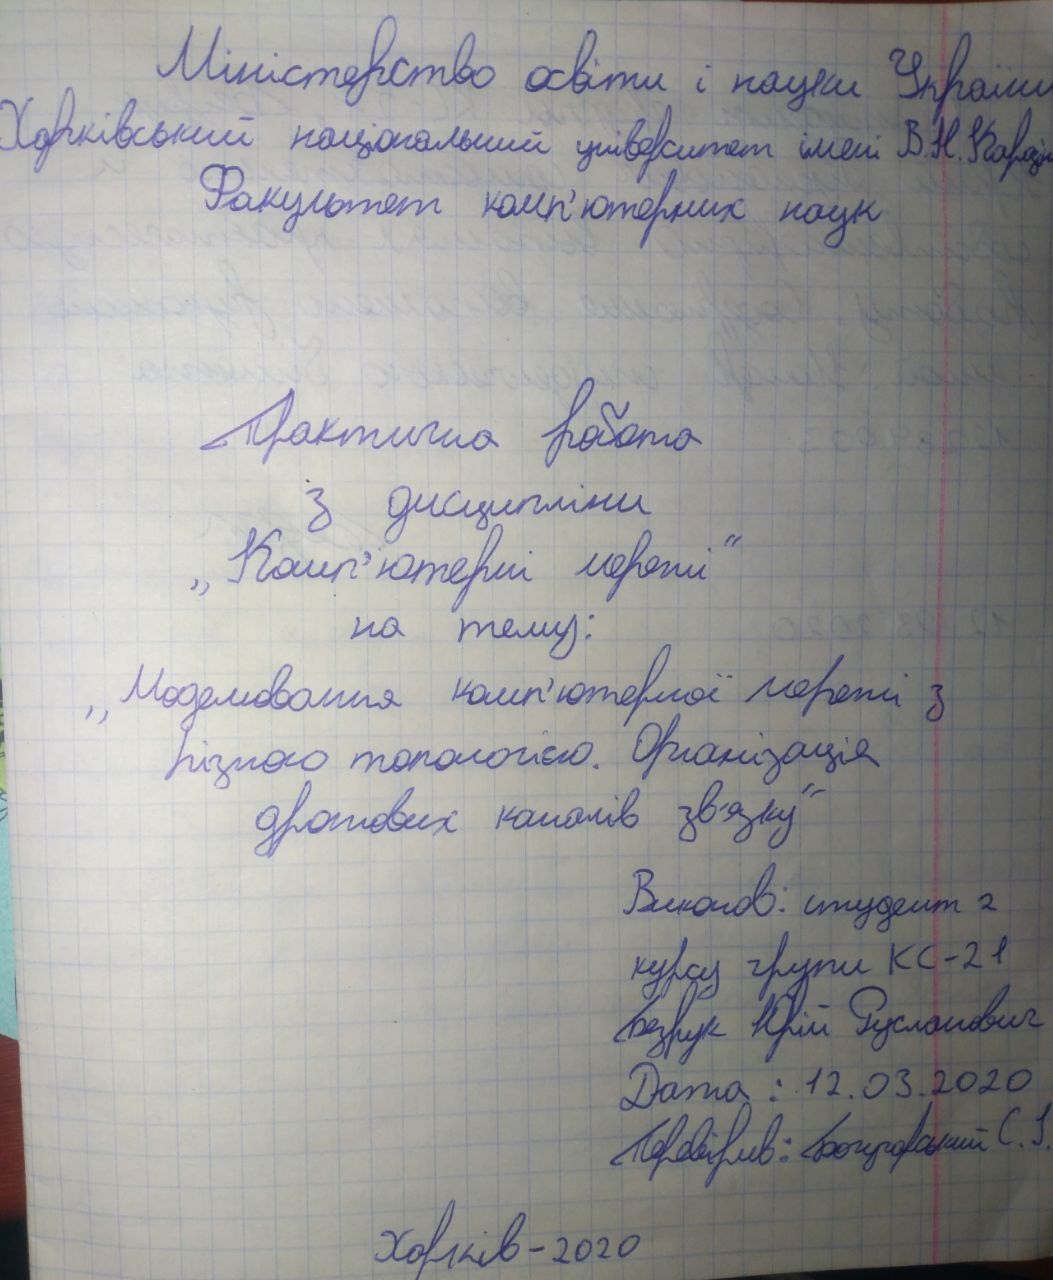 Міністерство освіти і науки України
Харківський національний університет імені В.Н. Каразін
Факультет комп'ютерних наук
Практична робота
з дисципліни
„Комп'ютерні мережі“
на тему:
„Моделювання комп'ютерної мережі з
різною топологією. Організація
дротових каналів зв'язку“
Виконав: студент 2
курсу групи КС-21
Безрук Юрій Русланович
Дата : 12.03.2020
Перевірив: С.
Харків-2020